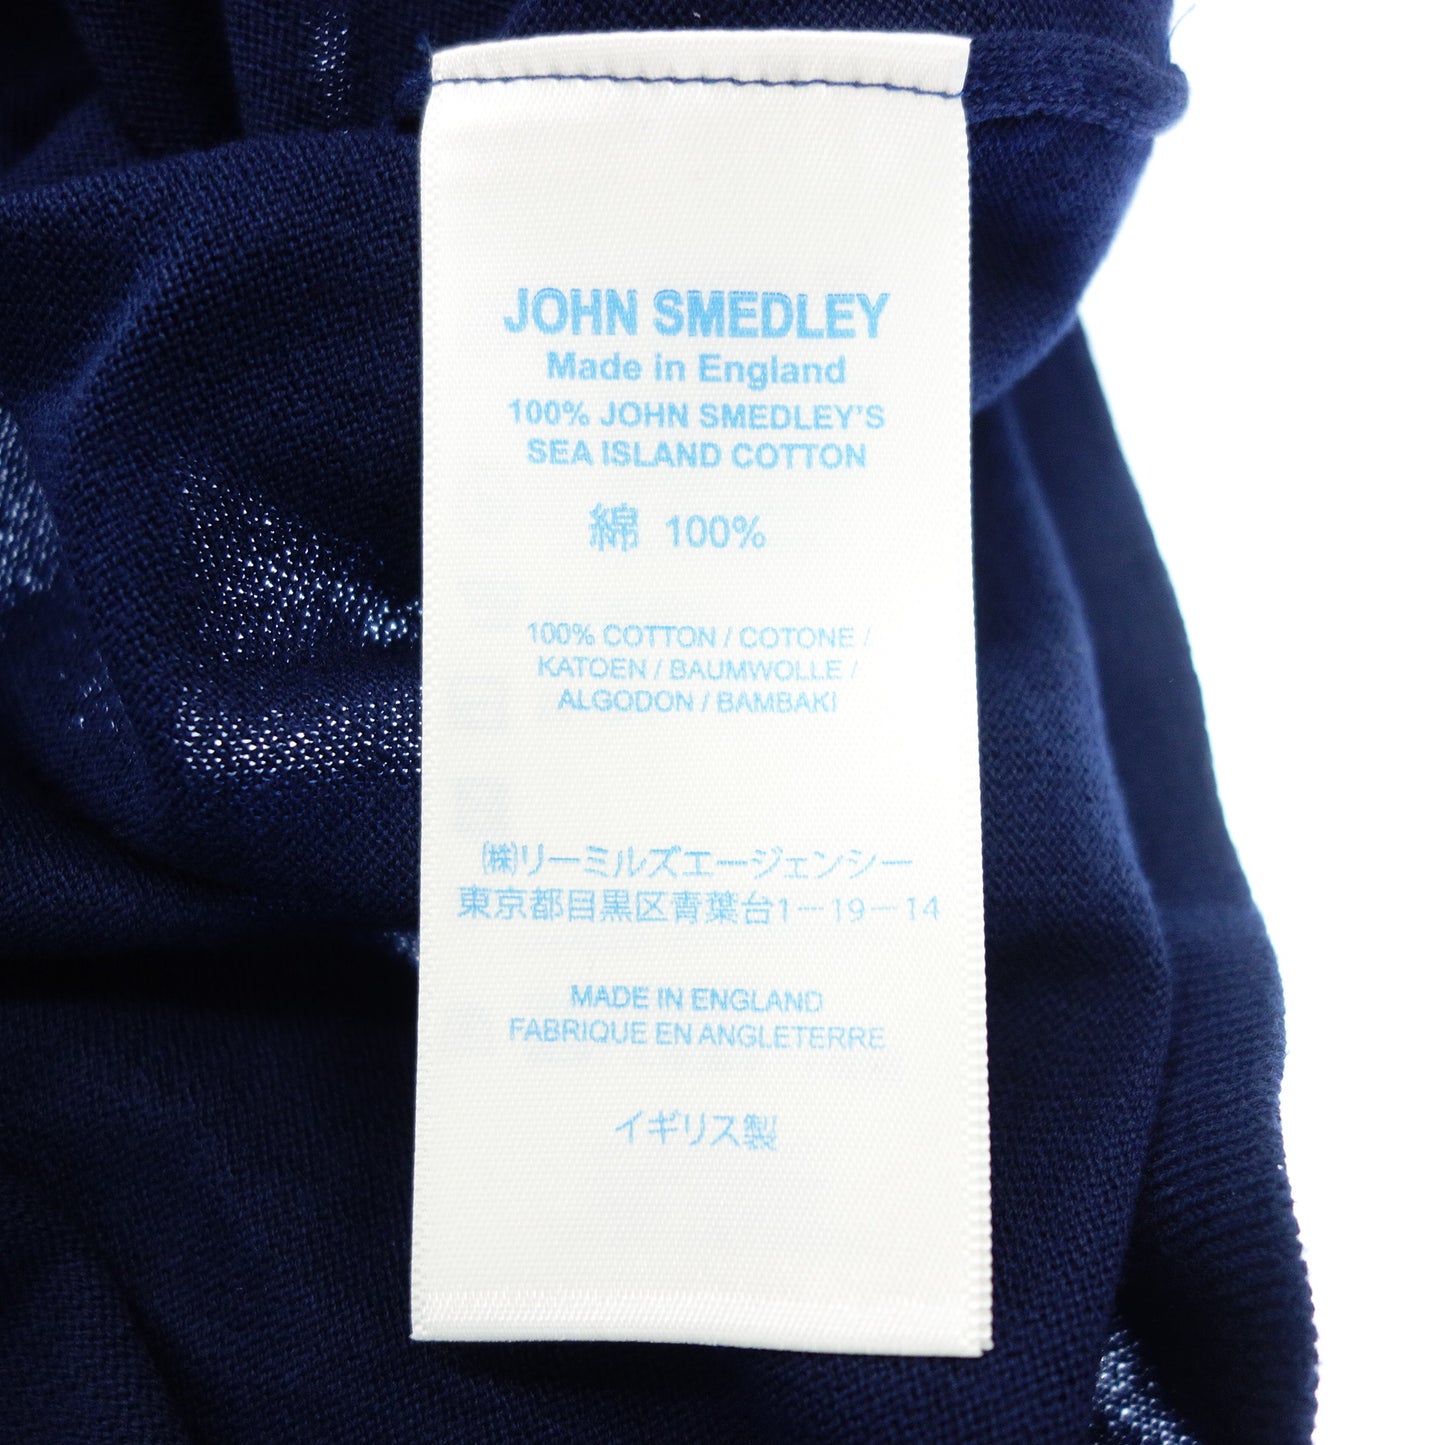 JOHN SMEDLEY
Made in England
100% JOHN SMEDLEY'S
SEA ISLAND COTTON
綿 100%
100% COTTON / COTONE /
KATOEN / BAUMWOLLE /
ALGODON / BAMBAKI
㈱リーミルズエージェンシー
東京都目黒区青葉台1－19－14
MADE IN ENGLAND
FABRIQUE EN ANGLETERRE
イギリス製